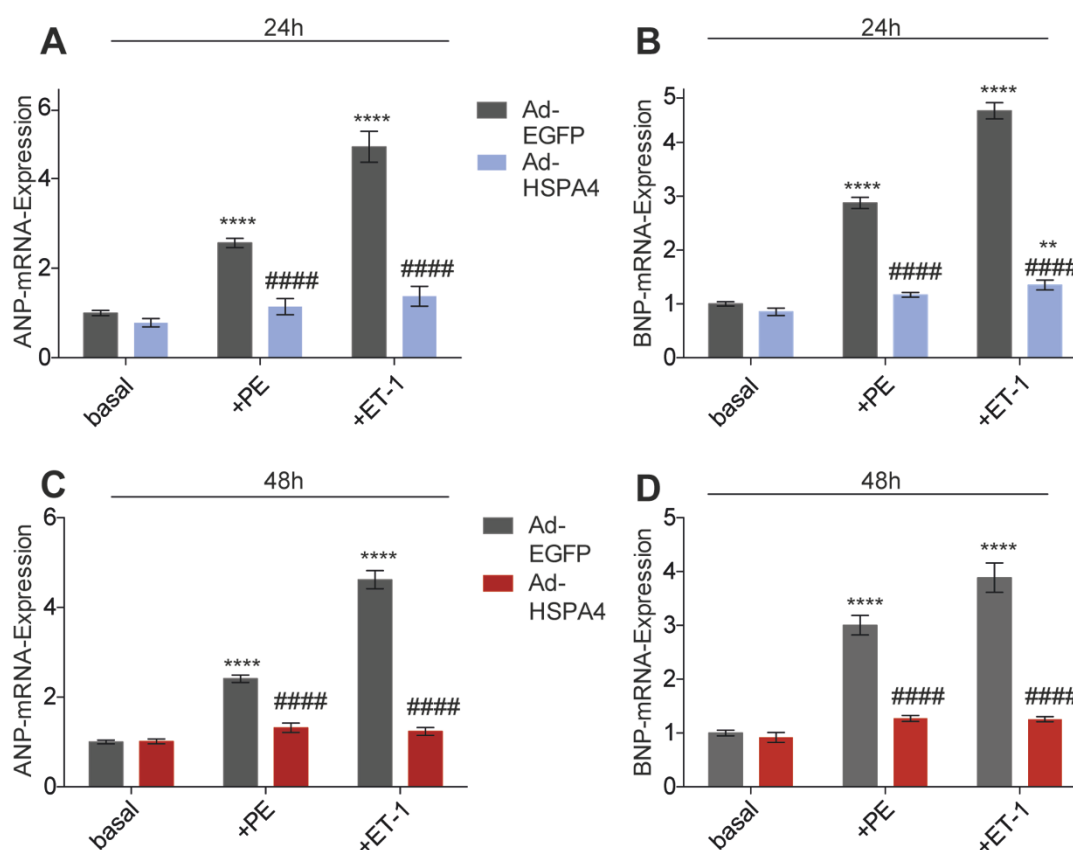 A
24h
ANP-mRNA-Expression
6
4
2
0
****
####
****
####
basal
+PE
+ET-1
Ad-
EGFP
Ad-
HSPA4
B
24h
BNP-mRNA-Expression
5
4
3
2
1
0
****
####
****
**
####
basal
+PE
+ET-1
C
48h
ANP-mRNA-Expression
6
4
2
0
****
####
****
####
basal
+PE
+ET-1
Ad-
EGFP
Ad-
HSPA4
D
48h
BNP-mRNA-Expression
5
4
3
2
1
0
****
####
****
####
basal
+PE
+ET-1